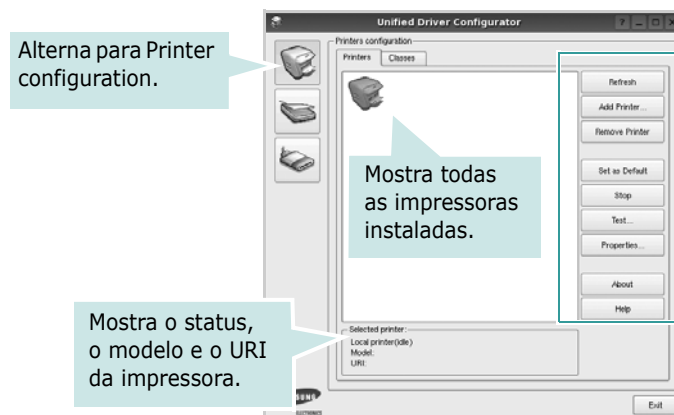 Unified Driver Configurator
Alterna para Printer
configuration.
Printers configuration
Printers Classes
Refresh
Add Printer...
Remove Printer
Set as Default
Stop
Test...
Properties...
About
Help
Mostra todas
as impressoras
instaladas.
Mostra o status,
o modelo e o URI
da impressora.
Selected printer:
Local printer(idle)
Model:
URI:
Exit